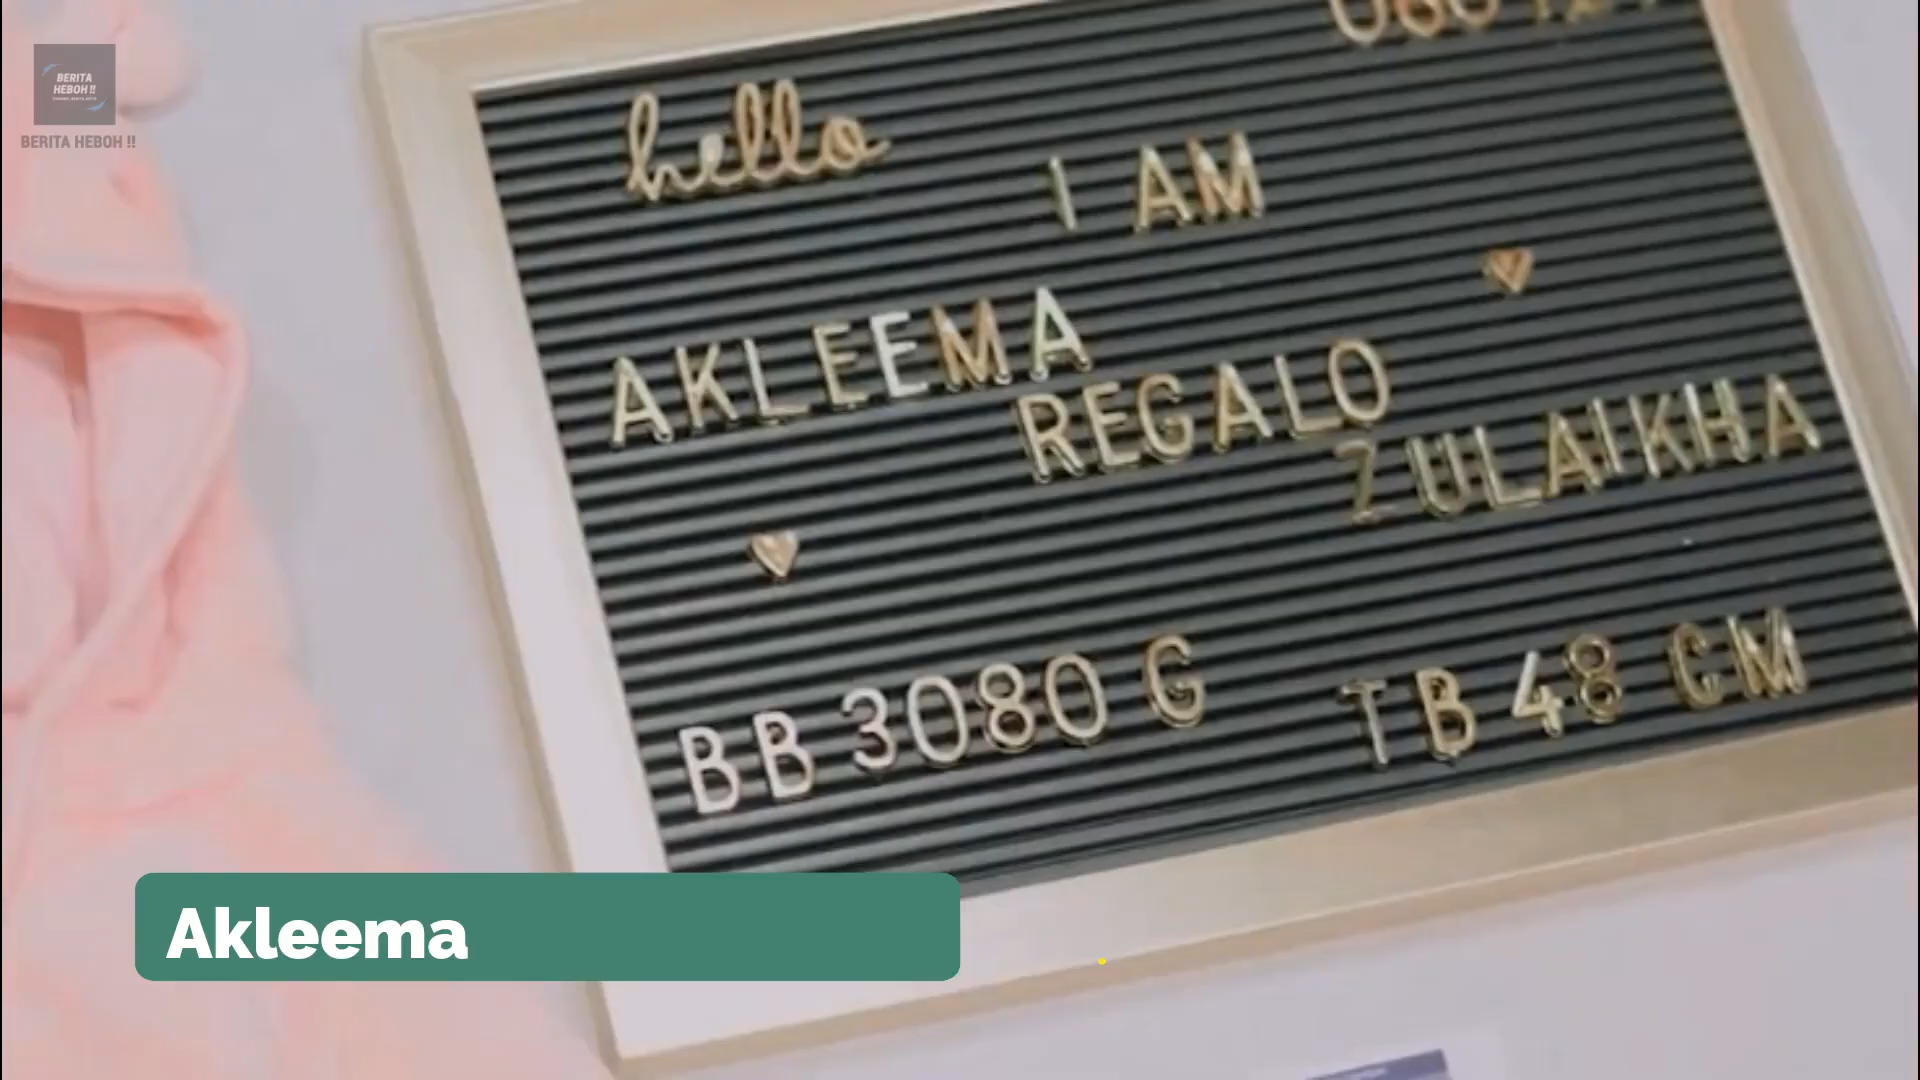 BERITA
HEBOH !!
BERITA HEBOH !!
hello
I AM
AKLEEMA
REGALO
ZULAIKHA
BB 3080 G
TB 48 CM
Akleema